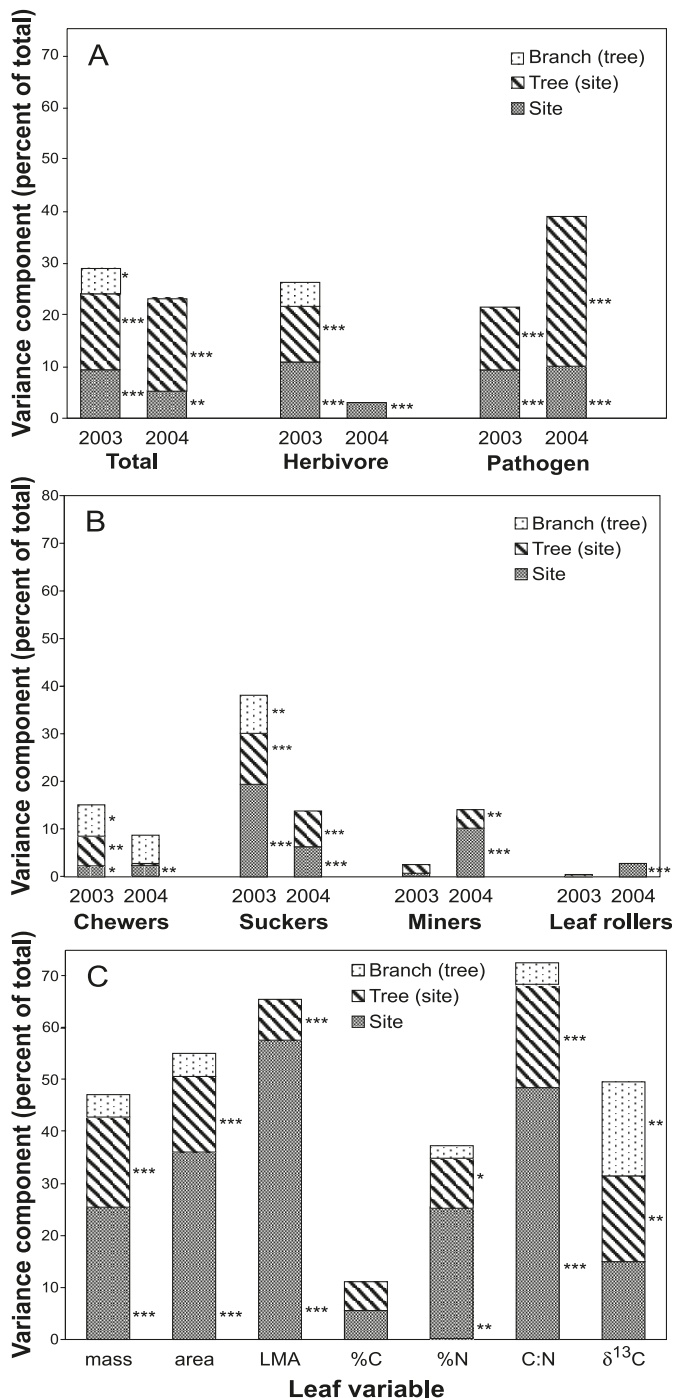 A
Variance component (percent of total)
70
60
50
40
30
20
10
0
Branch (tree)
Tree (site)
Site
*
***
***
***
**
***
***
***
***
***
***
***
2003 2004 2003 2004 2003 2004
Total Herbivore Pathogen
B
Variance component (percent of total)
80
70
60
50
40
30
20
10
0
Branch (tree)
Tree (site)
Site
*
**
*
**
**
***
***
***
***
**
***
***
2003 2004 2003 2004 2003 2004 2003 2004
Chewers Suckers Miners Leaf rollers
C
Variance component (percent of total)
70
60
50
40
30
20
10
0
Branch (tree)
Tree (site)
Site
***
***
***
***
***
***
*
**
***
***
**
**
mass area LMA %C %N C:N δ¹³C
Leaf variable